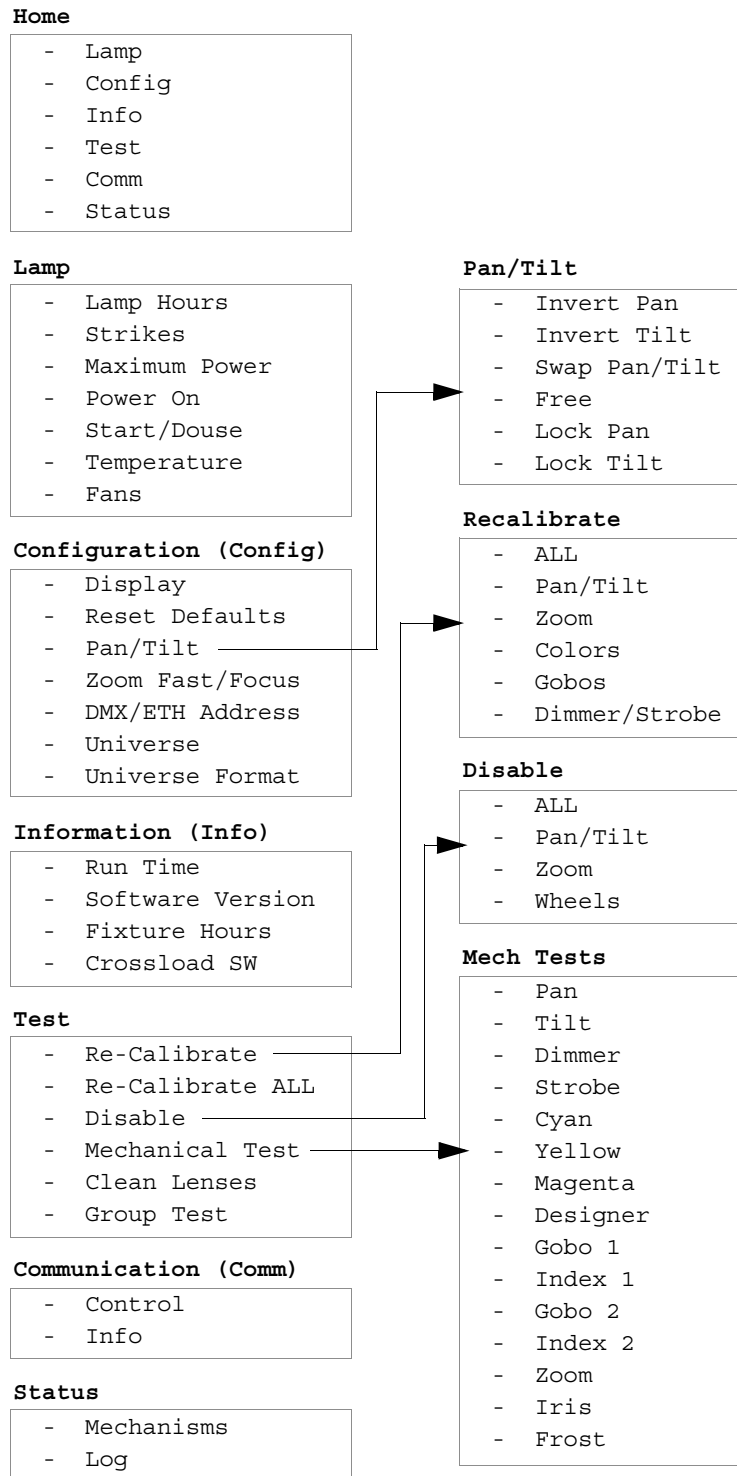 Home
- Lamp
- Config
- Info
- Test
- Comm
- Status
Lamp
- Lamp Hours
- Strikes
- Maximum Power
- Power On
- Start/Douse
- Temperature
- Fans
Configuration (Config)
- Display
- Reset Defaults
- Pan/Tilt
- Zoom Fast/Focus
- DMX/ETH Address
- Universe
- Universe Format
Information (Info)
- Run Time
- Software Version
- Fixture Hours
- Crossload SW
Test
- Re-Calibrate
- Re-Calibrate ALL
- Disable
- Mechanical Test
- Clean Lenses
- Group Test
Communication (Comm)
- Control
- Info
Status
- Mechanisms
- Log
Pan/Tilt
- Invert Pan
- Invert Tilt
- Swap Pan/Tilt
- Free
- Lock Pan
- Lock Tilt
Recalibrate
- ALL
- Pan/Tilt
- Zoom
- Colors
- Gobos
- Dimmer/Strobe
Disable
- ALL
- Pan/Tilt
- Zoom
- Wheels
Mech Tests
- Pan
- Tilt
- Dimmer
- Strobe
- Cyan
- Yellow
- Magenta
- Designer
- Gobo 1
- Index 1
- Gobo 2
- Index 2
- Zoom
- Iris
- Frost